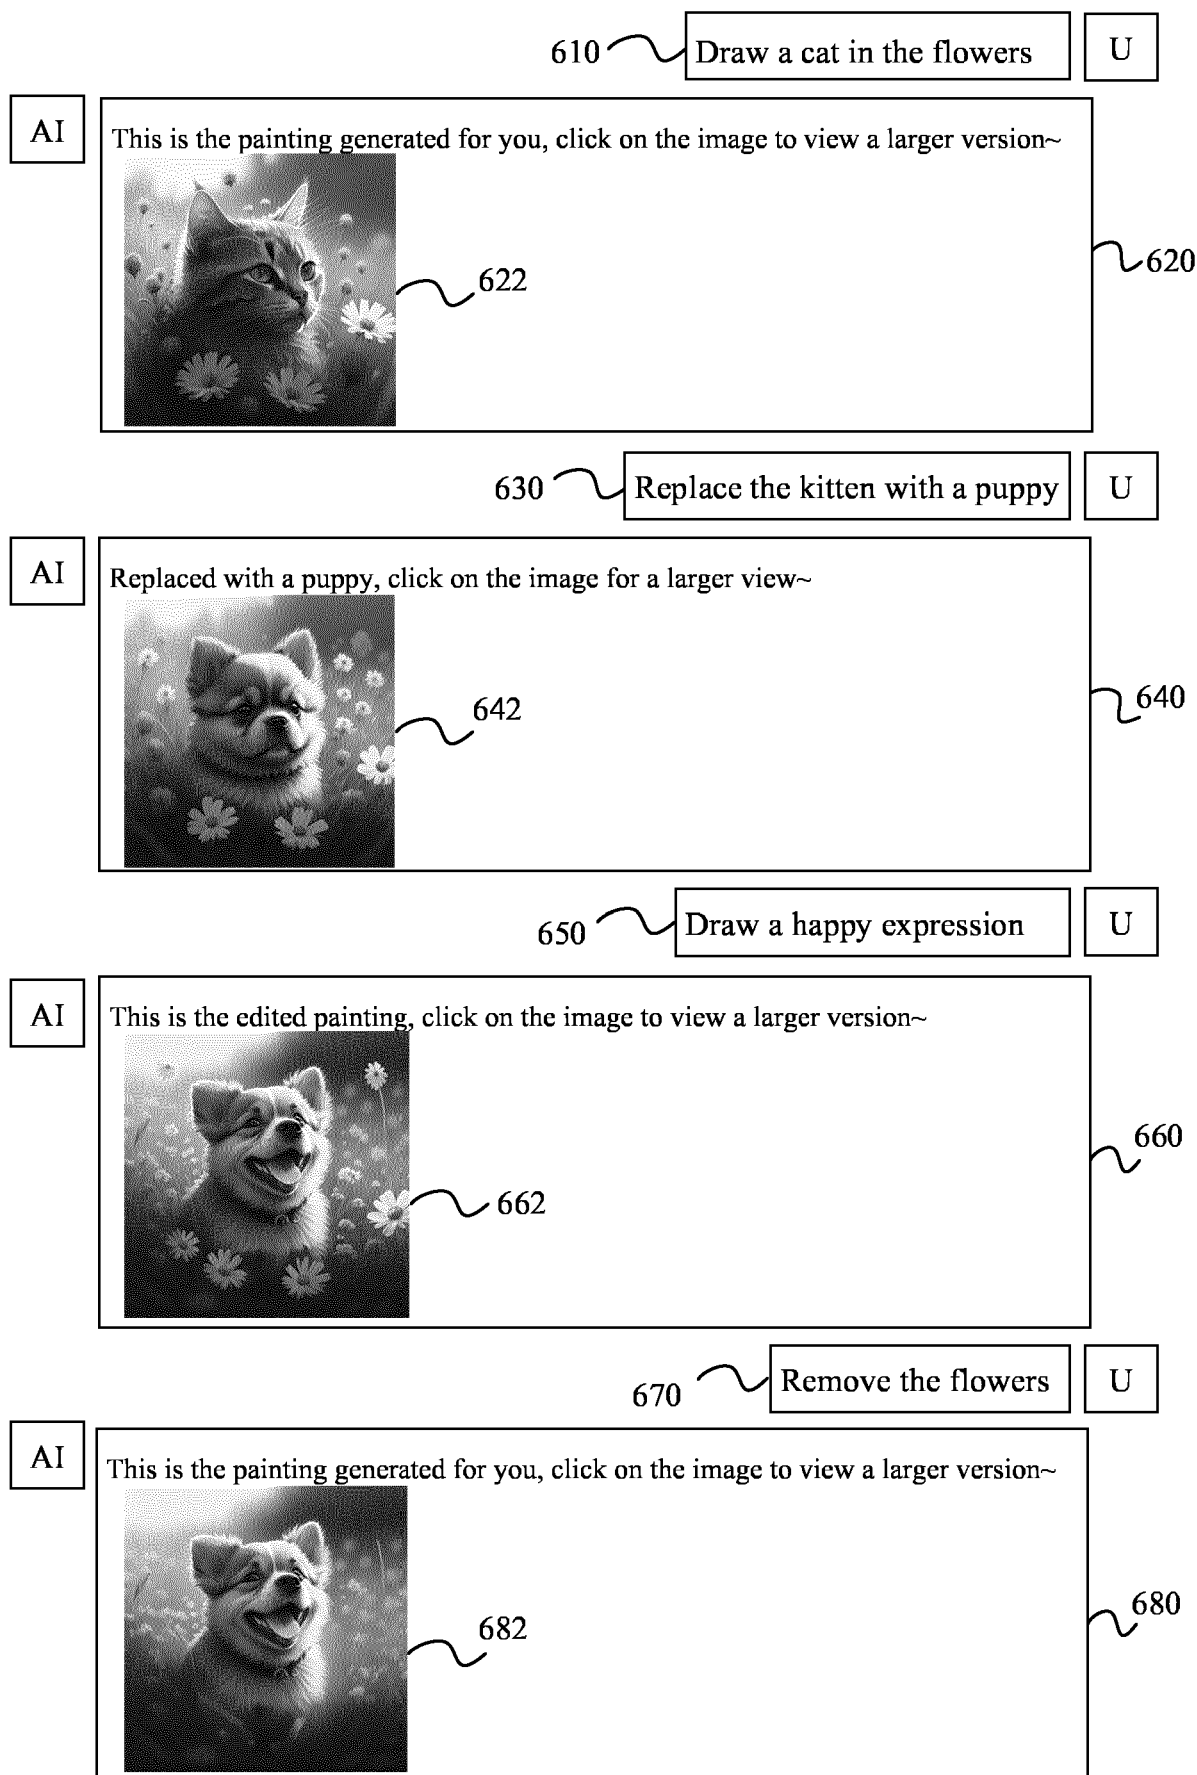 610
Draw a cat in the flowers
U
AI
This is the painting generated for you, click on the image to view a larger version~
622
620
630
Replace the kitten with a puppy
U
AI
Replaced with a puppy, click on the image for a larger view~
642
640
650
Draw a happy expression
U
AI
This is the edited painting, click on the image to view a larger version~
660
662
670
Remove the flowers
U
AI
This is the painting generated for you, click on the image to view a larger version~
682
680